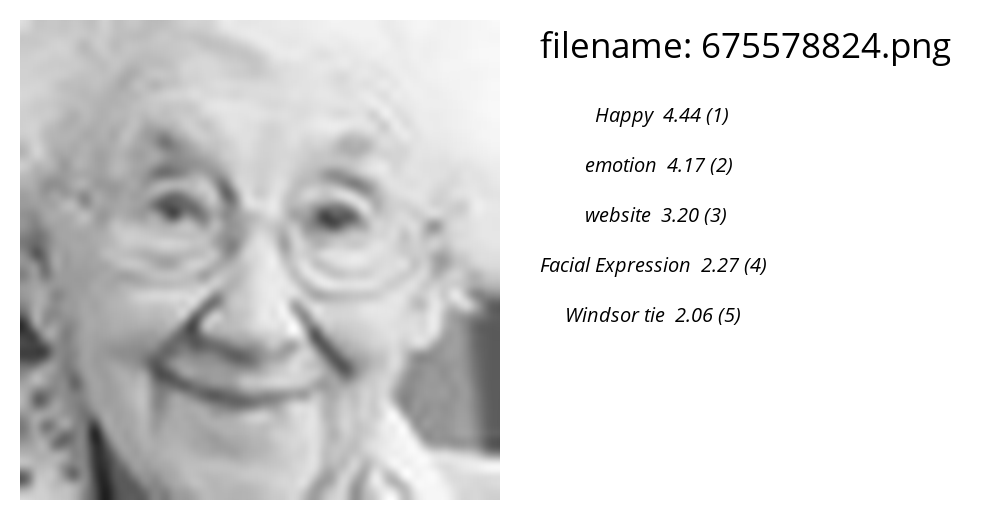 filename: 675578824.png
Happy 4.44 (1)
emotion 4.17 (2)
website 3.20 (3)
Facial Expression 2.27 (4)
Windsor tie 2.06 (5)